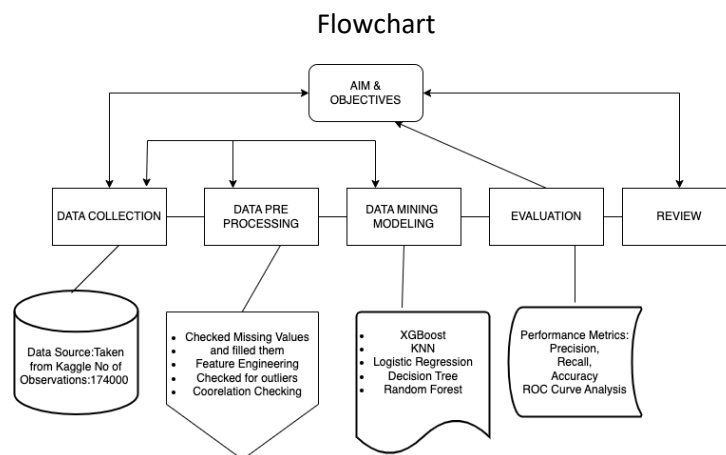 Flowchart
AIM &
OBJECTIVES
DATA COLLECTION
DATA PRE
PROCESSING
DATA MINING
MODELING
EVALUATION
REVIEW
Data Source:Taken
from Kaggle No of
Observations:174000
• Checked Missing Values
• and filled them
• Feature Engineering
• Checked for outliers
• Coorelation Checking
• XGBoost
• KNN
• Logistic Regression
• Decision Tree
• Random Forest
Performance Metrics:
Precision,
Recall,
Accuracy
ROC Curve Analysis